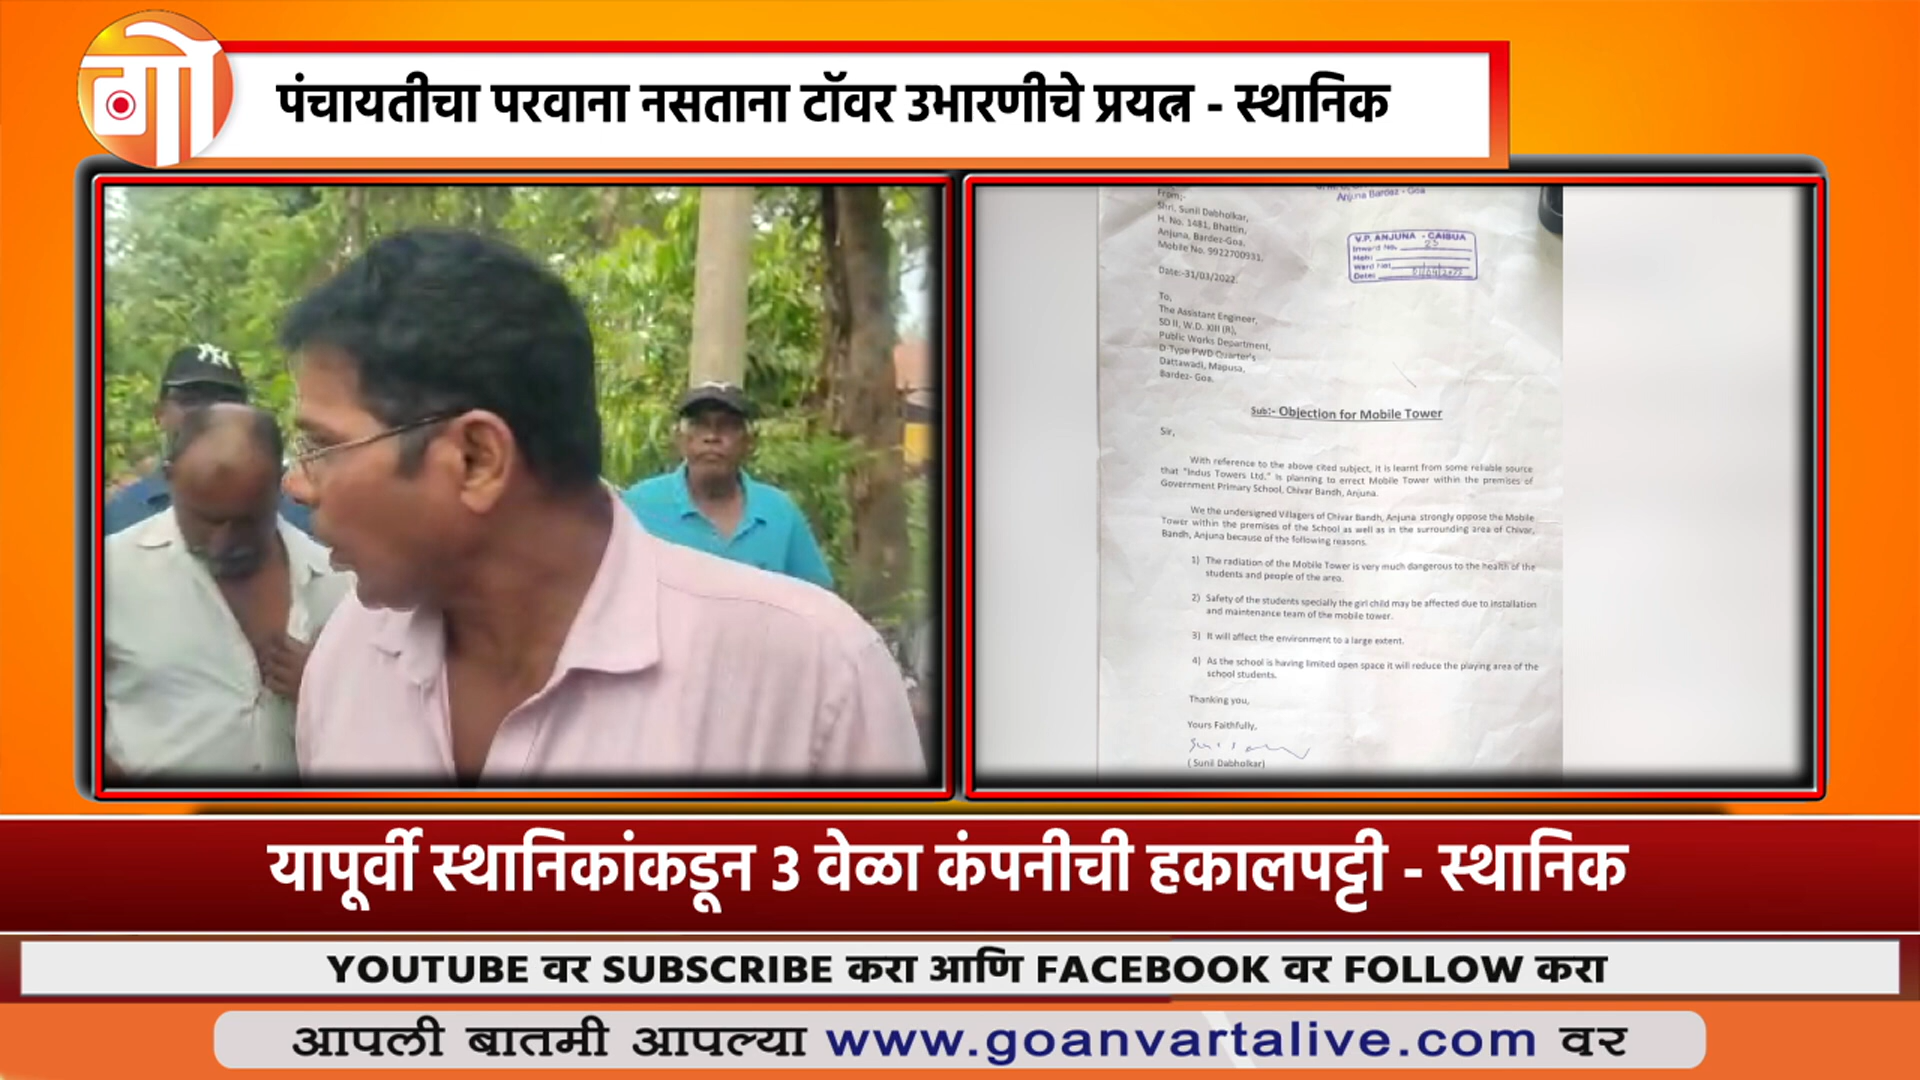 गो
पंचायतीचा परवाना नसताना टॉवर उभारणीचे प्रयत्न - स्थानिक
Anjuna Bardez - Goa
From:-
Shri. Sunil Dabholkar,
H. No. 1481, Bhattin,
Anjuna, Bardez-Goa.
Mobile No. 9922700931.
V.P. ANJUNA - CAISUA
Inward No. 23
Ward No.
Date:
Date:-31/03/2022.
To,
The Assistant Engineer,
SD II, W.D. XIII (R),
Public Works Department,
D Type PWD Quarter's
Dattawadi, Mapusa,
Bardez- Goa.
Sub:- Objection for Mobile Tower
Sir,
With reference to the above cited subject, it is learnt from some reliable source
that "Indus Towers Ltd." Is planning to errect Mobile Tower within the premises of
Government Primary School, Chivar Bandh, Anjuna.
We the undersigned Villagers of Chivar Bandh, Anjuna strongly oppose the Mobile
Tower within the premises of the School as well as in the surrounding area of Chivar,
Bandh, Anjuna because of the following reasons.
1) The radiation of the Mobile Tower is very much dangerous to the health of the
students and people of the area.
2) Safety of the students specially the girl child may be affected due to installation
and maintenance team of the mobile tower.
3) It will affect the environment to a large extent.
4) As the school is having limited open space it will reduce the playing area of the
school students.
Thanking you,
Yours Faithfully,
( Sunil Dabholkar)
यापूर्वी स्थानिकांकडून 3 वेळा कंपनीची हकालपट्टी - स्थानिक
YOUTUBE वर SUBSCRIBE करा आणि FACEBOOK वर FOLLOW करा
आपली बातमी आपल्या www.goanvartalive.com वर